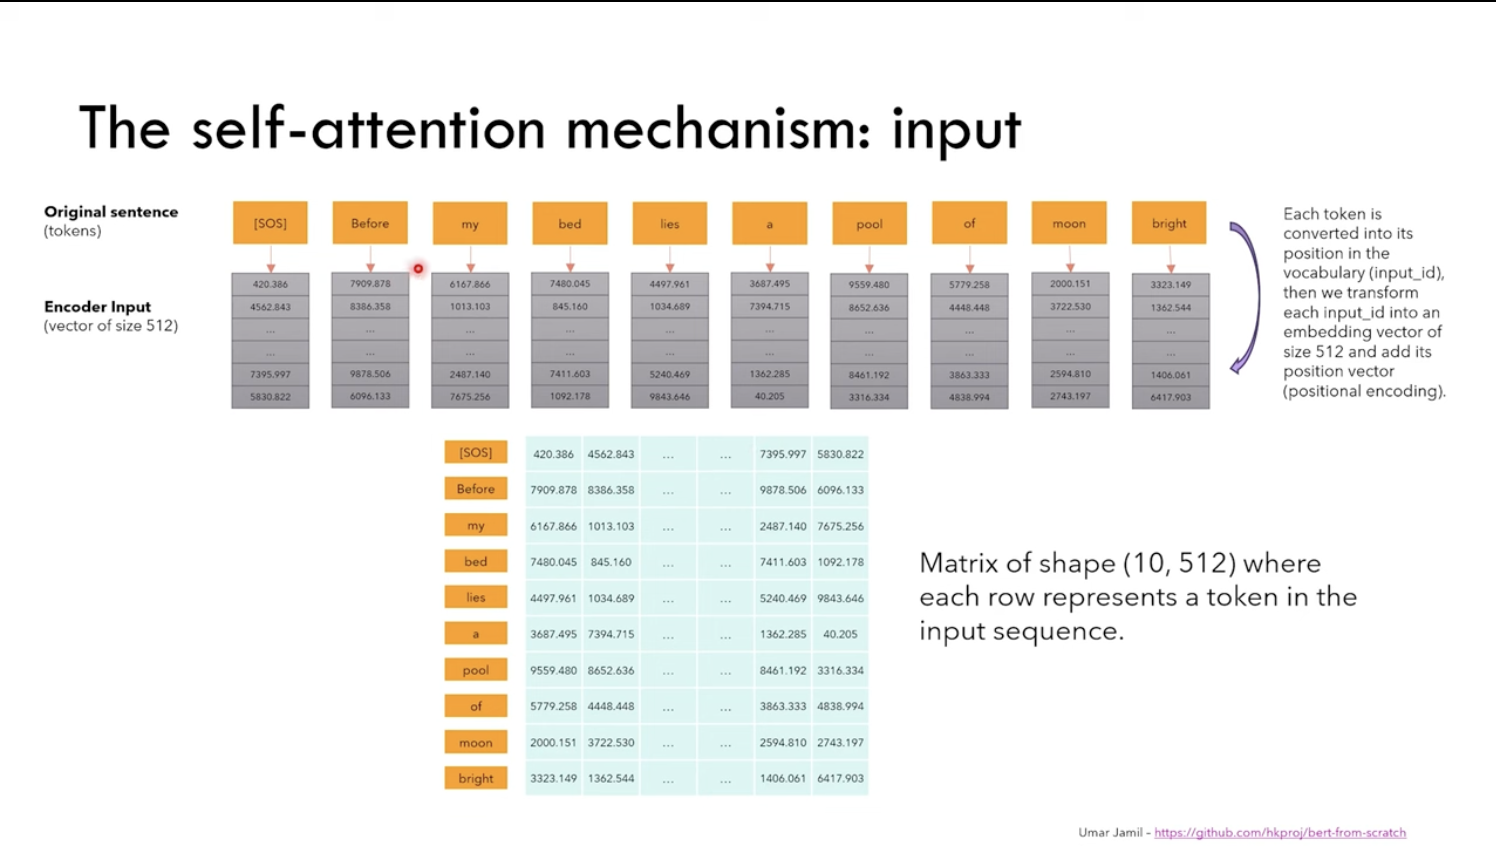 The self-attention mechanism: input
Original sentence
(tokens)
[SOS] Before my bed lies a pool of moon bright
Encoder Input
(vector of size 512)
420.386 7909.878 6167.866 7480.045 4497.961 3687.495 9559.480 5779.258 2000.151 3323.149
4562.843 8386.358 1013.103 845.160 1034.689 7394.715 8652.636 4448.448 3722.530 1362.544
... ... ... ... ... ... ... ... ... ...
... ... ... ... ... ... ... ... ... ...
7395.997 9878.506 2487.140 7411.603 5240.469 1362.285 8461.192 3863.333 2594.810 1406.061
5830.822 6096.133 7675.256 1092.178 9843.646 40.205 3316.334 4838.994 2743.197 6417.903
Each token is
converted into its
position in the
vocabulary (input_id),
then we transform
each input_id into an
embedding vector of
size 512 and add its
position vector
(positional encoding).
[SOS] 420.386 4562.843 ... ... 7395.997 5830.822
Before 7909.878 8386.358 ... ... 9878.506 6096.133
my 6167.866 1013.103 ... ... 2487.140 7675.256
bed 7480.045 845.160 ... ... 7411.603 1092.178
lies 4497.961 1034.689 ... ... 5240.469 9843.646
a 3687.495 7394.715 ... ... 1362.285 40.205
pool 9559.480 8652.636 ... ... 8461.192 3316.334
of 5779.258 4448.448 ... ... 3863.333 4838.994
moon 2000.151 3722.530 ... ... 2594.810 2743.197
bright 3323.149 1362.544 ... ... 1406.061 6417.903
Matrix of shape (10, 512) where
each row represents a token in the
input sequence.
Umar Jamil – https://github.com/hkproj/bert-from-scratch